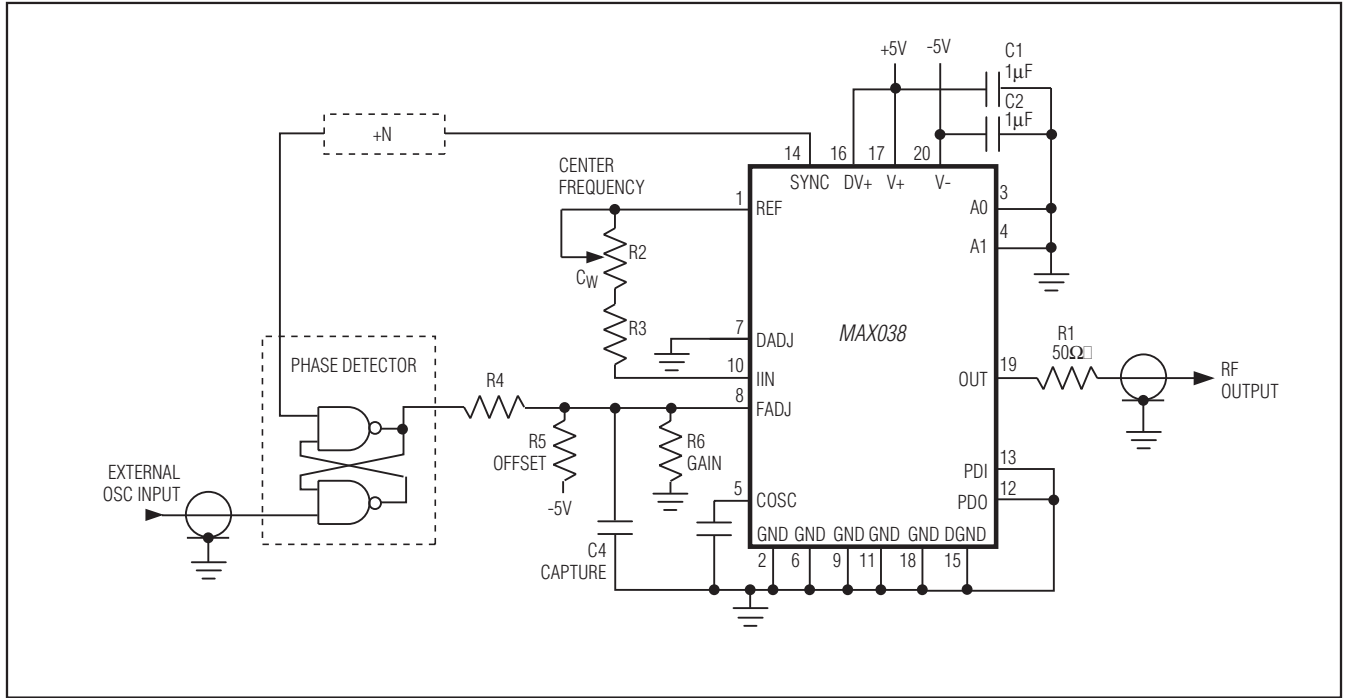 +5V
-5V
C1
1µF
C2
1µF
+N
14
16
17
20
CENTER
FREQUENCY
SYNC
DV+
V+
V-
1
REF
A0
3
A1
4
R2
CW
R3
7
DADJ
MAX038
R1
50Ω□
PHASE DETECTOR
10
IIN
OUT
19
RF
OUTPUT
R4
8
FADJ
R5
OFFSET
R6
GAIN
-5V
EXTERNAL
OSC INPUT
PDI
13
PDO
12
5
COSC
C4
CAPTURE
GND
GND
GND
GND
GND
DGND
2
6
9
11
18
15